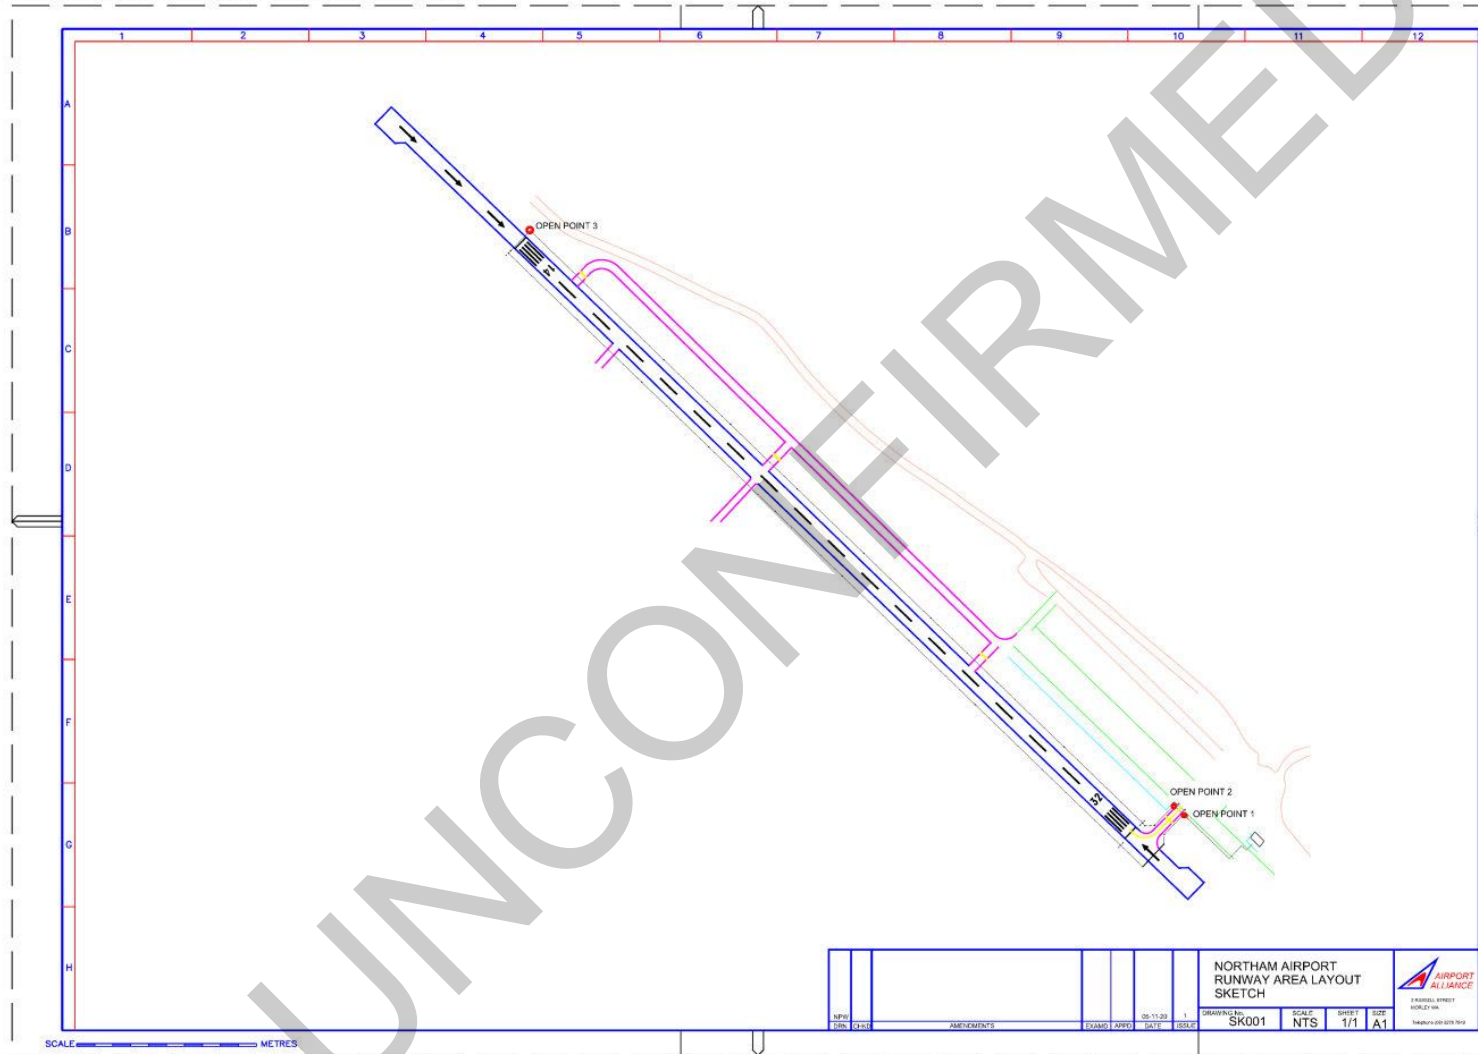 1 2 3 4 5 6 7 8 9 10 11 12
A
B
C
D
E
F
G
H
OPEN POINT 3
14
32
OPEN POINT 2
OPEN POINT 1
UNCONFIRMED
NPW
05-11-20 1
DRN CHKD AMENDMENTS EXAMD APPD DATE ISSUE
NORTHAM AIRPORT
RUNWAY AREA LAYOUT
SKETCH
DRAWING No. SCALE SHEET SIZE
SK001 NTS 1/1 A1
AIRPORT
ALLIANCE
MORLEY WA
SCALE METRES